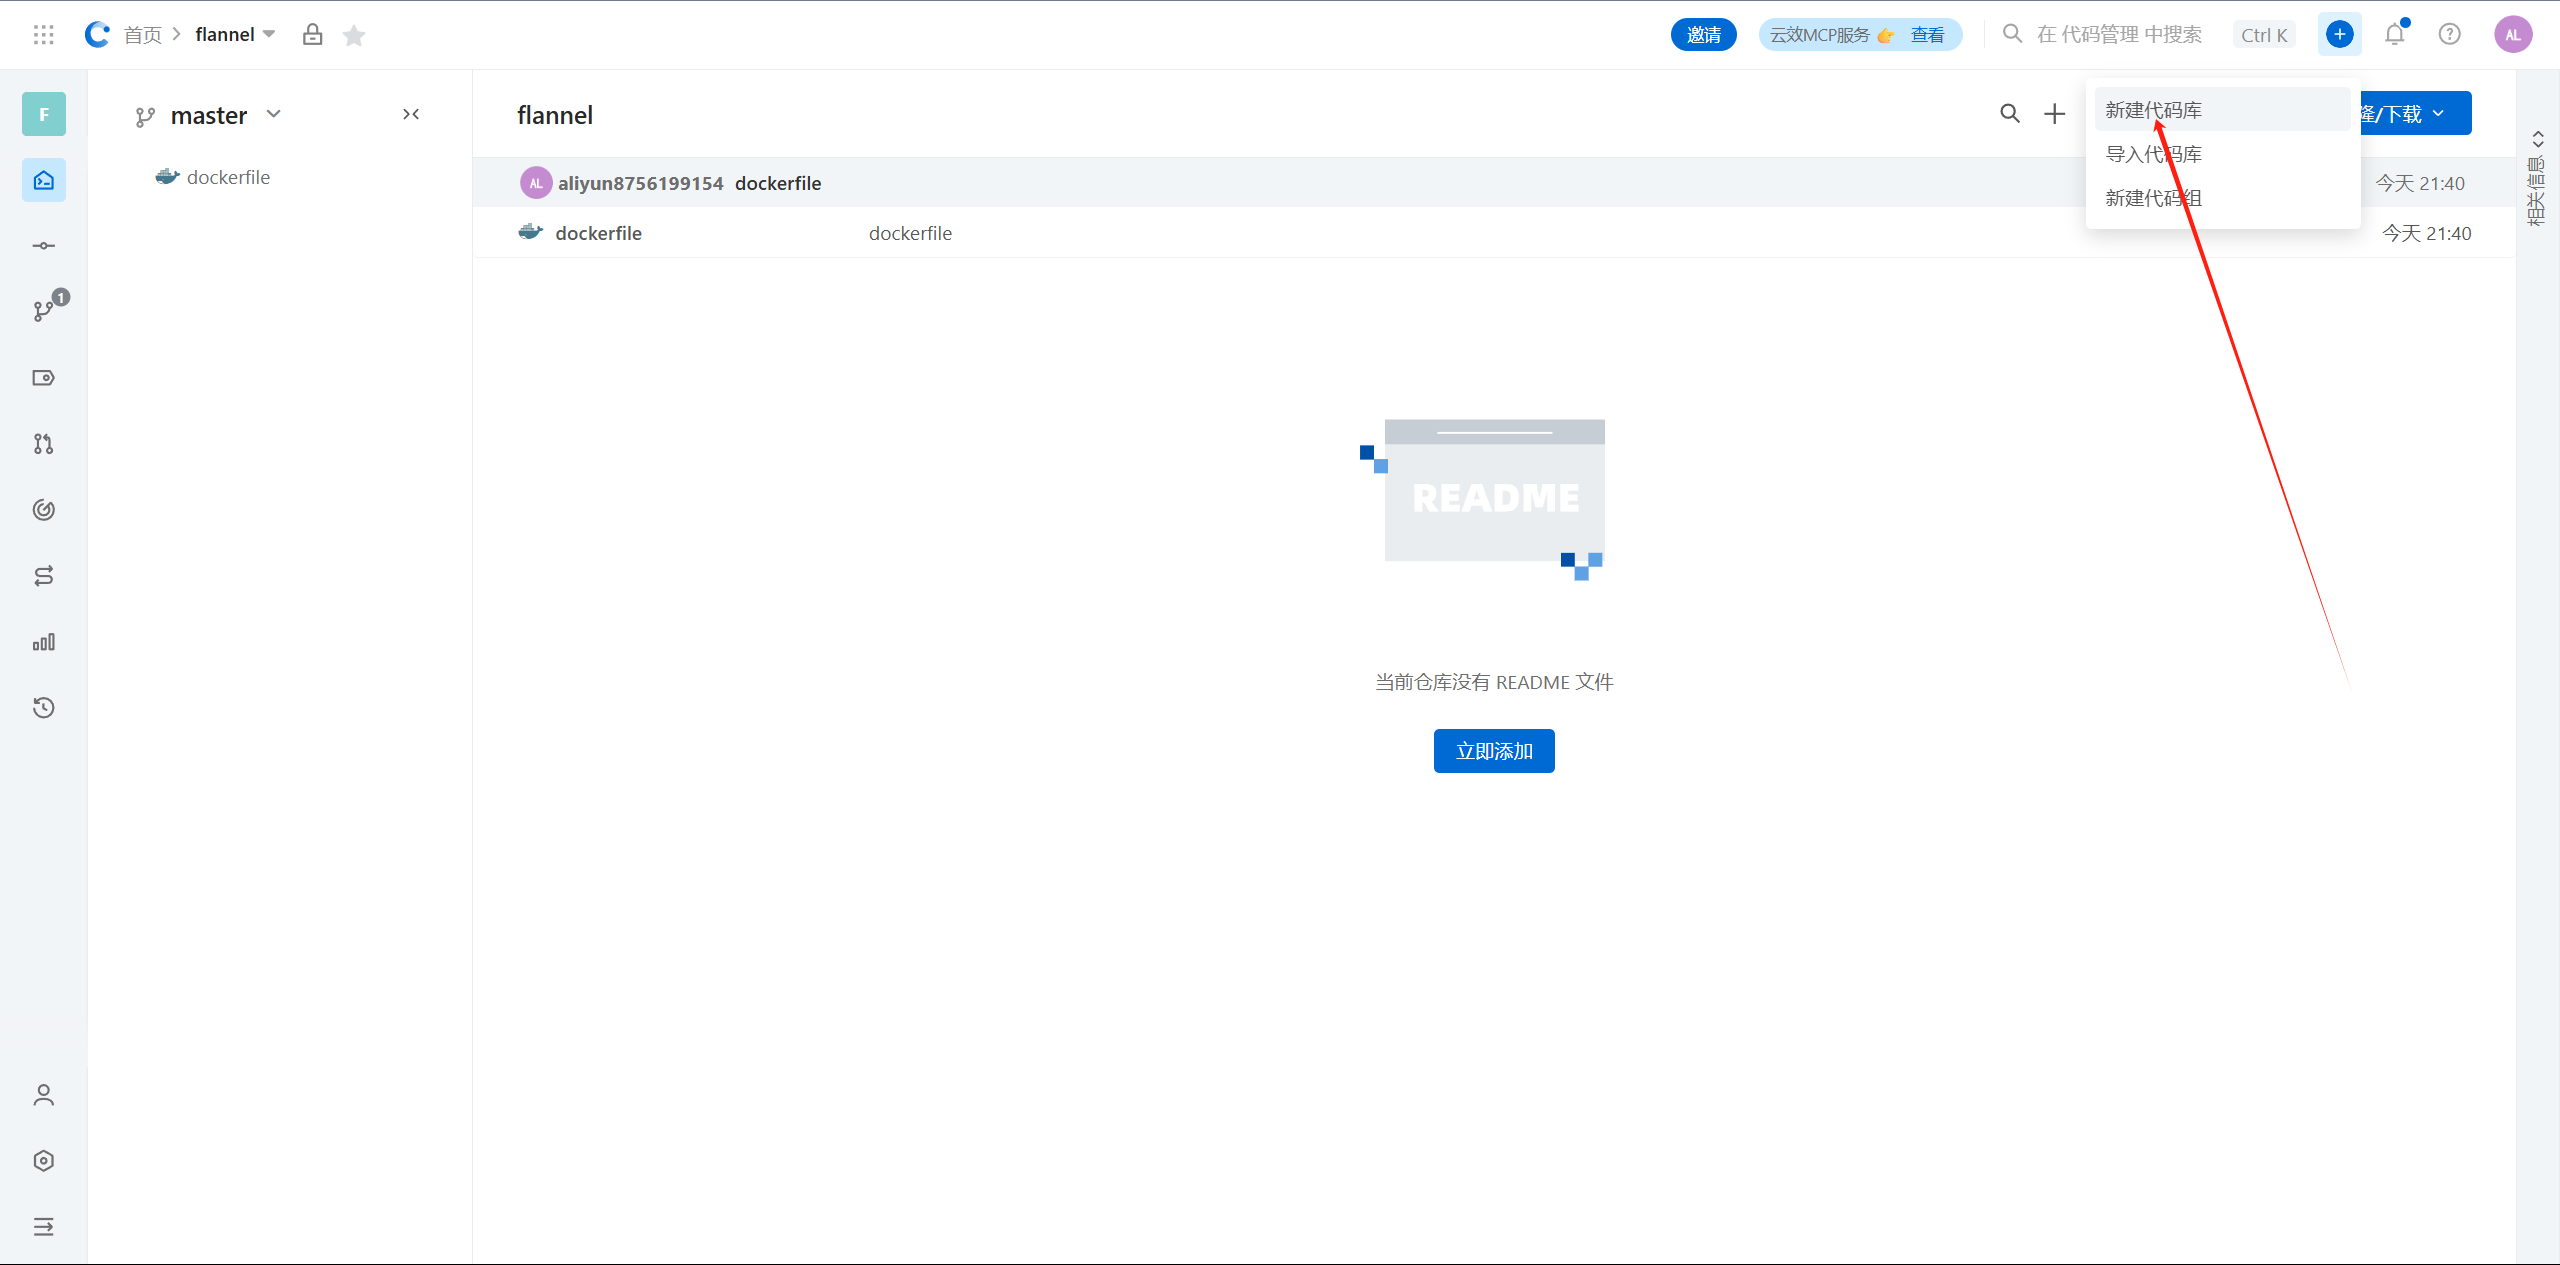 首页 flannel
邀请
云效MCP服务 👉 查看
在 代码管理 中搜索 Ctrl K
AL
F
master
flannel
新建代码库
导入代码库
新建代码组
隆/下载
相关信息
dockerfile
AL aliyun8756199154 dockerfile 今天 21:40
dockerfile dockerfile 今天 21:40
1
README
当前仓库没有 README 文件
立即添加